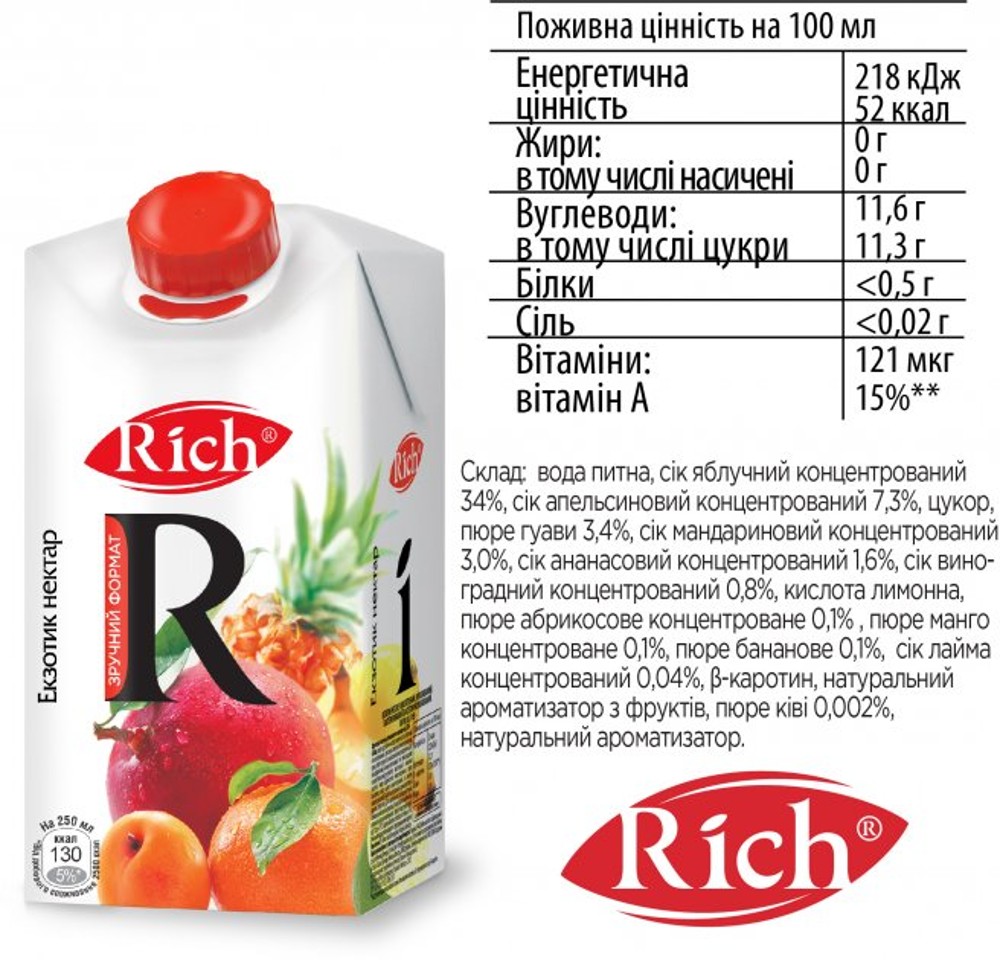 Поживна цінність на 100 мл
Енергетична 218 кДж
цінність 52 ккал
Жири: 0 г
в тому числі насичені 0 г
Вуглеводи: 11,6 г
в тому числі цукри 11,3 г
Білки <0,5 г
Сіль <0,02 г
Вітаміни: 121 мкг
вітамін А 15%**
Склад: вода питна, сік яблучний концентрований
34%, сік апельсиновий концентрований 7,3%, цукор,
пюре гуави 3,4%, сік мандариновий концентрований
3,0%, сік ананасовий концентрований 1,6%, сік вино-
градний концентрований 0,8%, кислота лимонна,
пюре абрикосове концентроване 0,1% , пюре манго
концентроване 0,1%, пюре бананове 0,1%, сік лайма
концентрований 0,04%, β-каротин, натуральний
ароматизатор з фруктів, пюре ківі 0,002%,
натуральний ароматизатор.
Rich®
Rich®
Rich®
R
і
ЗРУЧНИЙ ФОРМАТ
Екзотик нектар
Екзотик нектар
На 250 мл
ккал
130
5%*